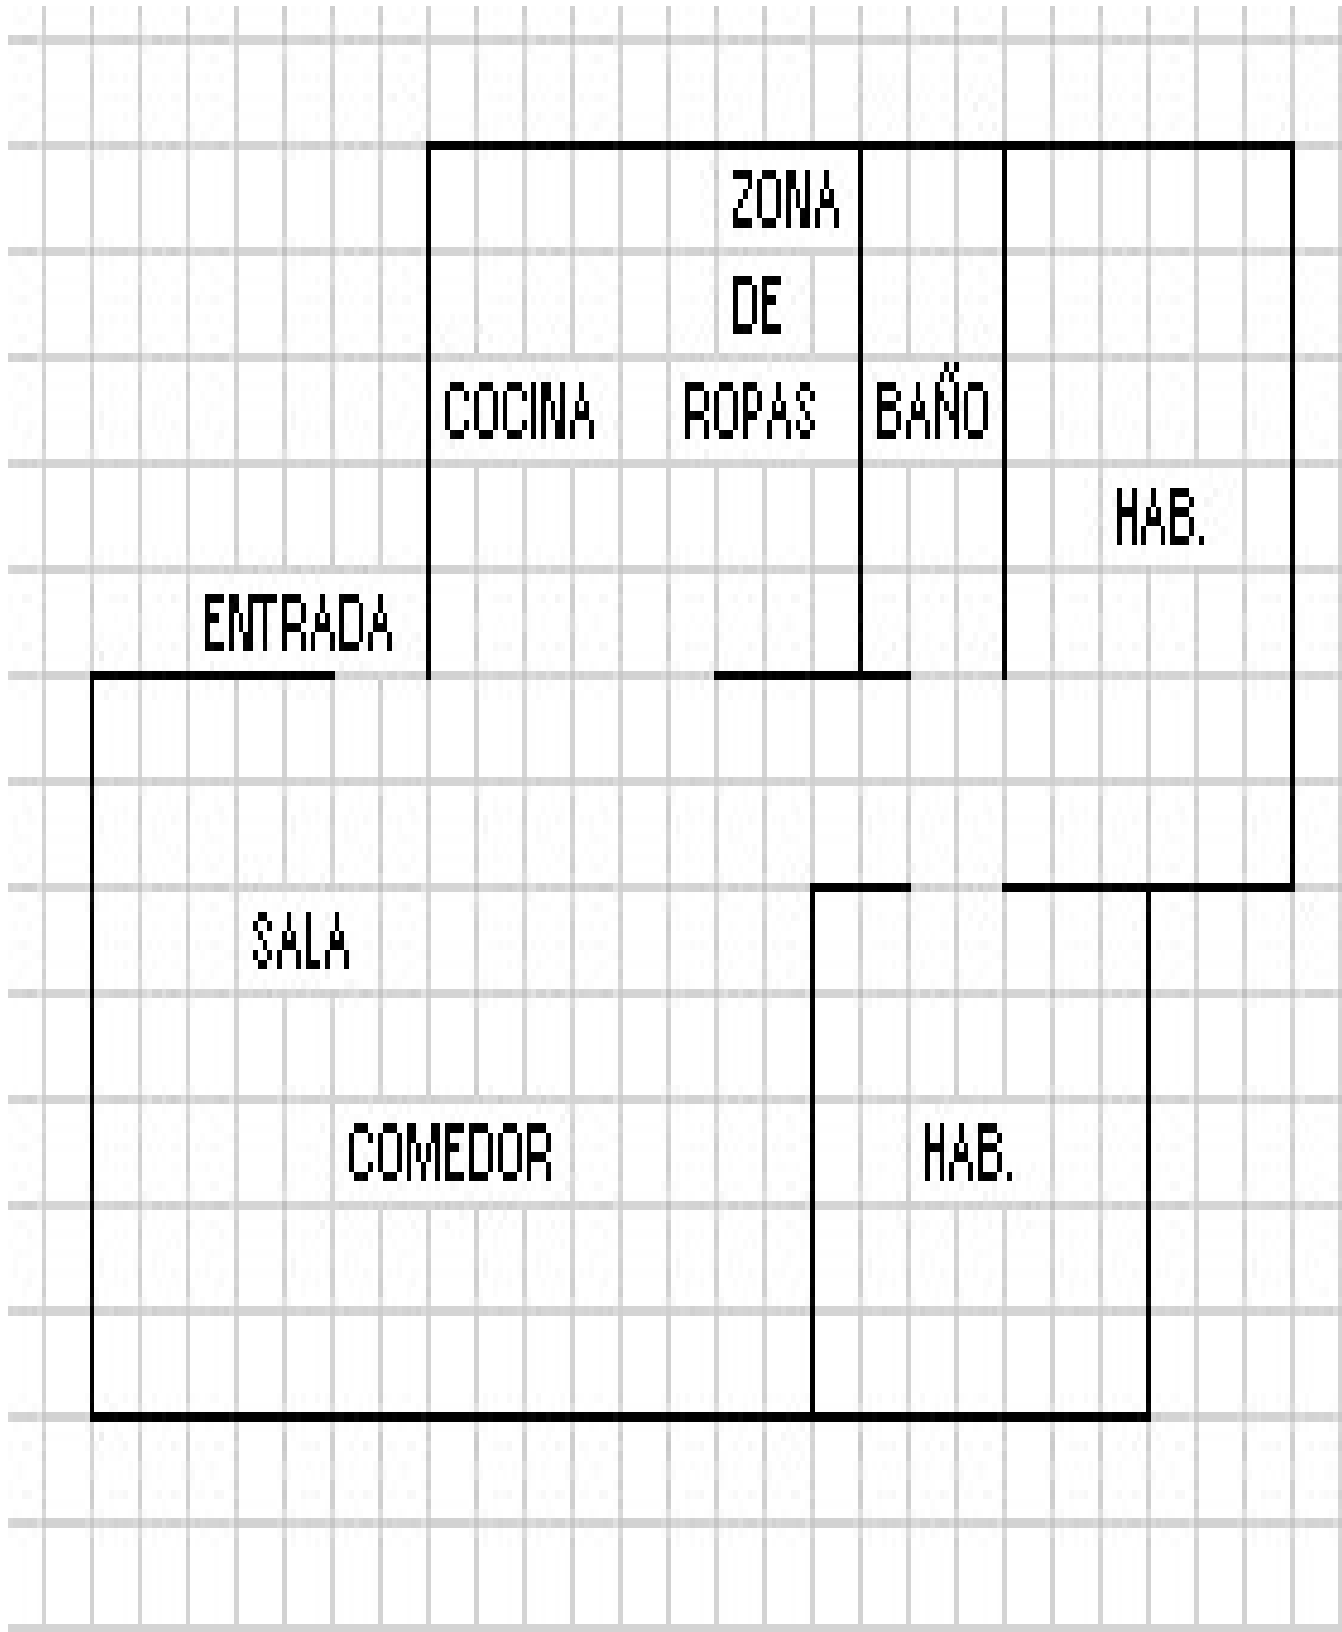 ZONA
DE
COCINA ROPAS BAÑO
HAB.
ENTRADA
SALA
COMEDOR HAB.